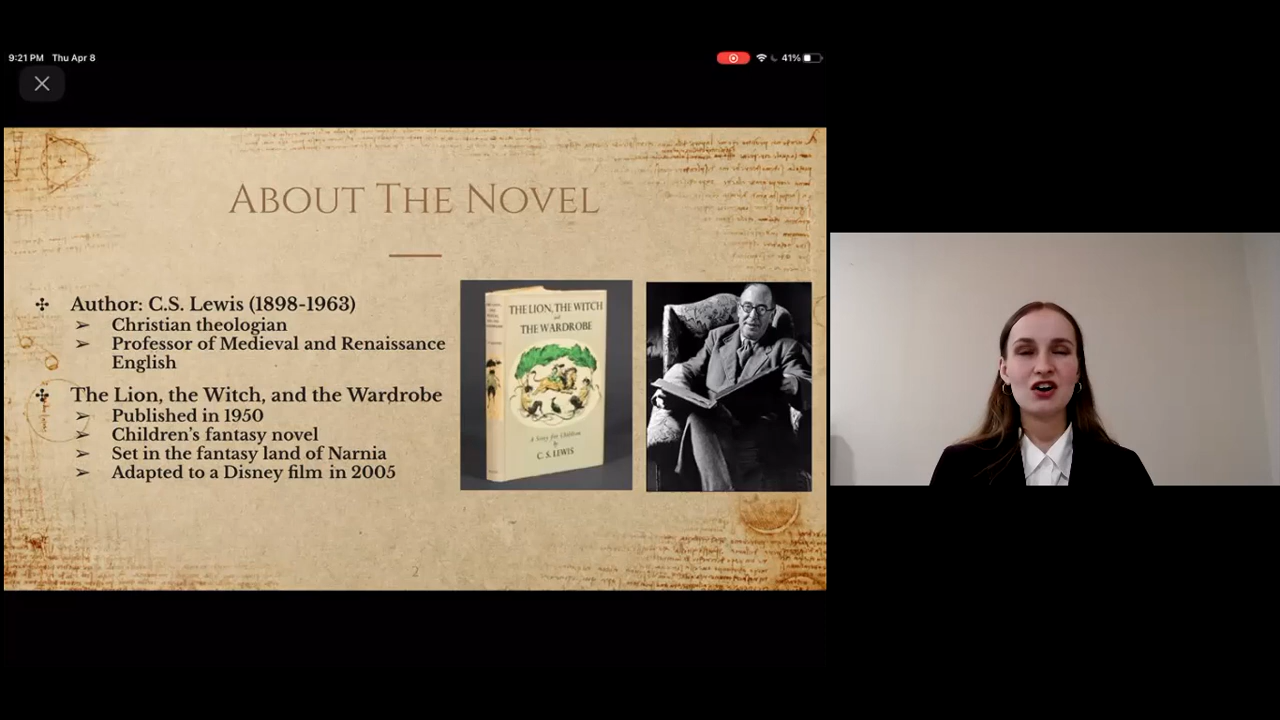 9:21 PM Thu Apr 8
41%
ABOUT THE NOVEL
Author: C.S. Lewis (1898-1963)
Christian theologian
Professor of Medieval and Renaissance
English
The Lion, the Witch, and the Wardrobe
Published in 1950
Children's fantasy novel
Set in the fantasy land of Narnia
Adapted to a Disney film in 2005
THE LION, THE WITCH
and
THE WARDROBE
A Story for Children
by
C. S. LEWIS
2